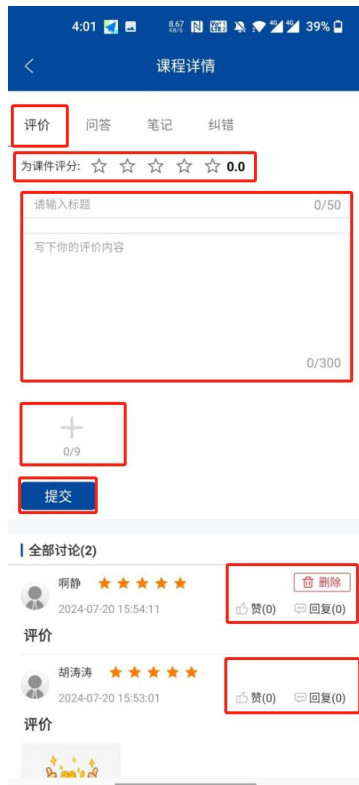 4:01 8.67 KB/S 4G 4G 39%
课程详情
评价 问答 笔记 纠错
为课件评分: 0.0
请输入标题 0/50
写下你的评价内容
0/300
0/9
提交
全部讨论(2)
啊静 删除
2024-07-20 15:54:11 赞(0) 回复(0)
评价
胡涛涛
2024-07-20 15:53:01 赞(0) 回复(0)
评价